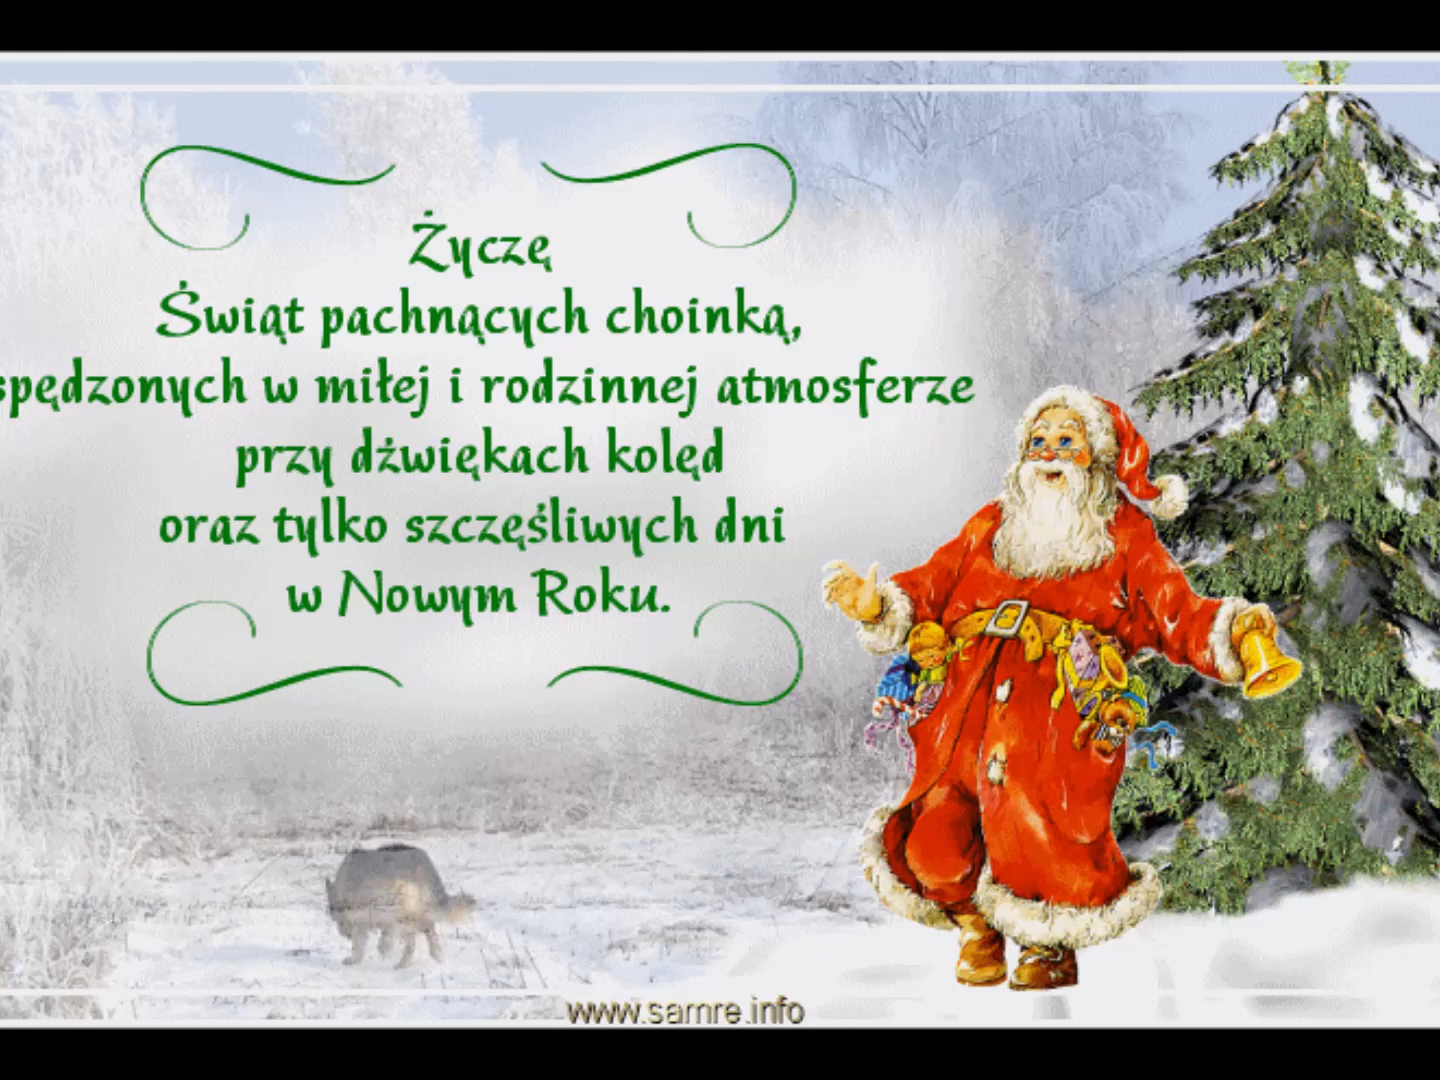 Życzę
Świąt pachnących choinką,
spędzonych w miłej i rodzinnej atmosferze
przy dżwiękach kolęd
oraz tylko szczęśliwych dni
w Nowym Roku.
www.samre.info